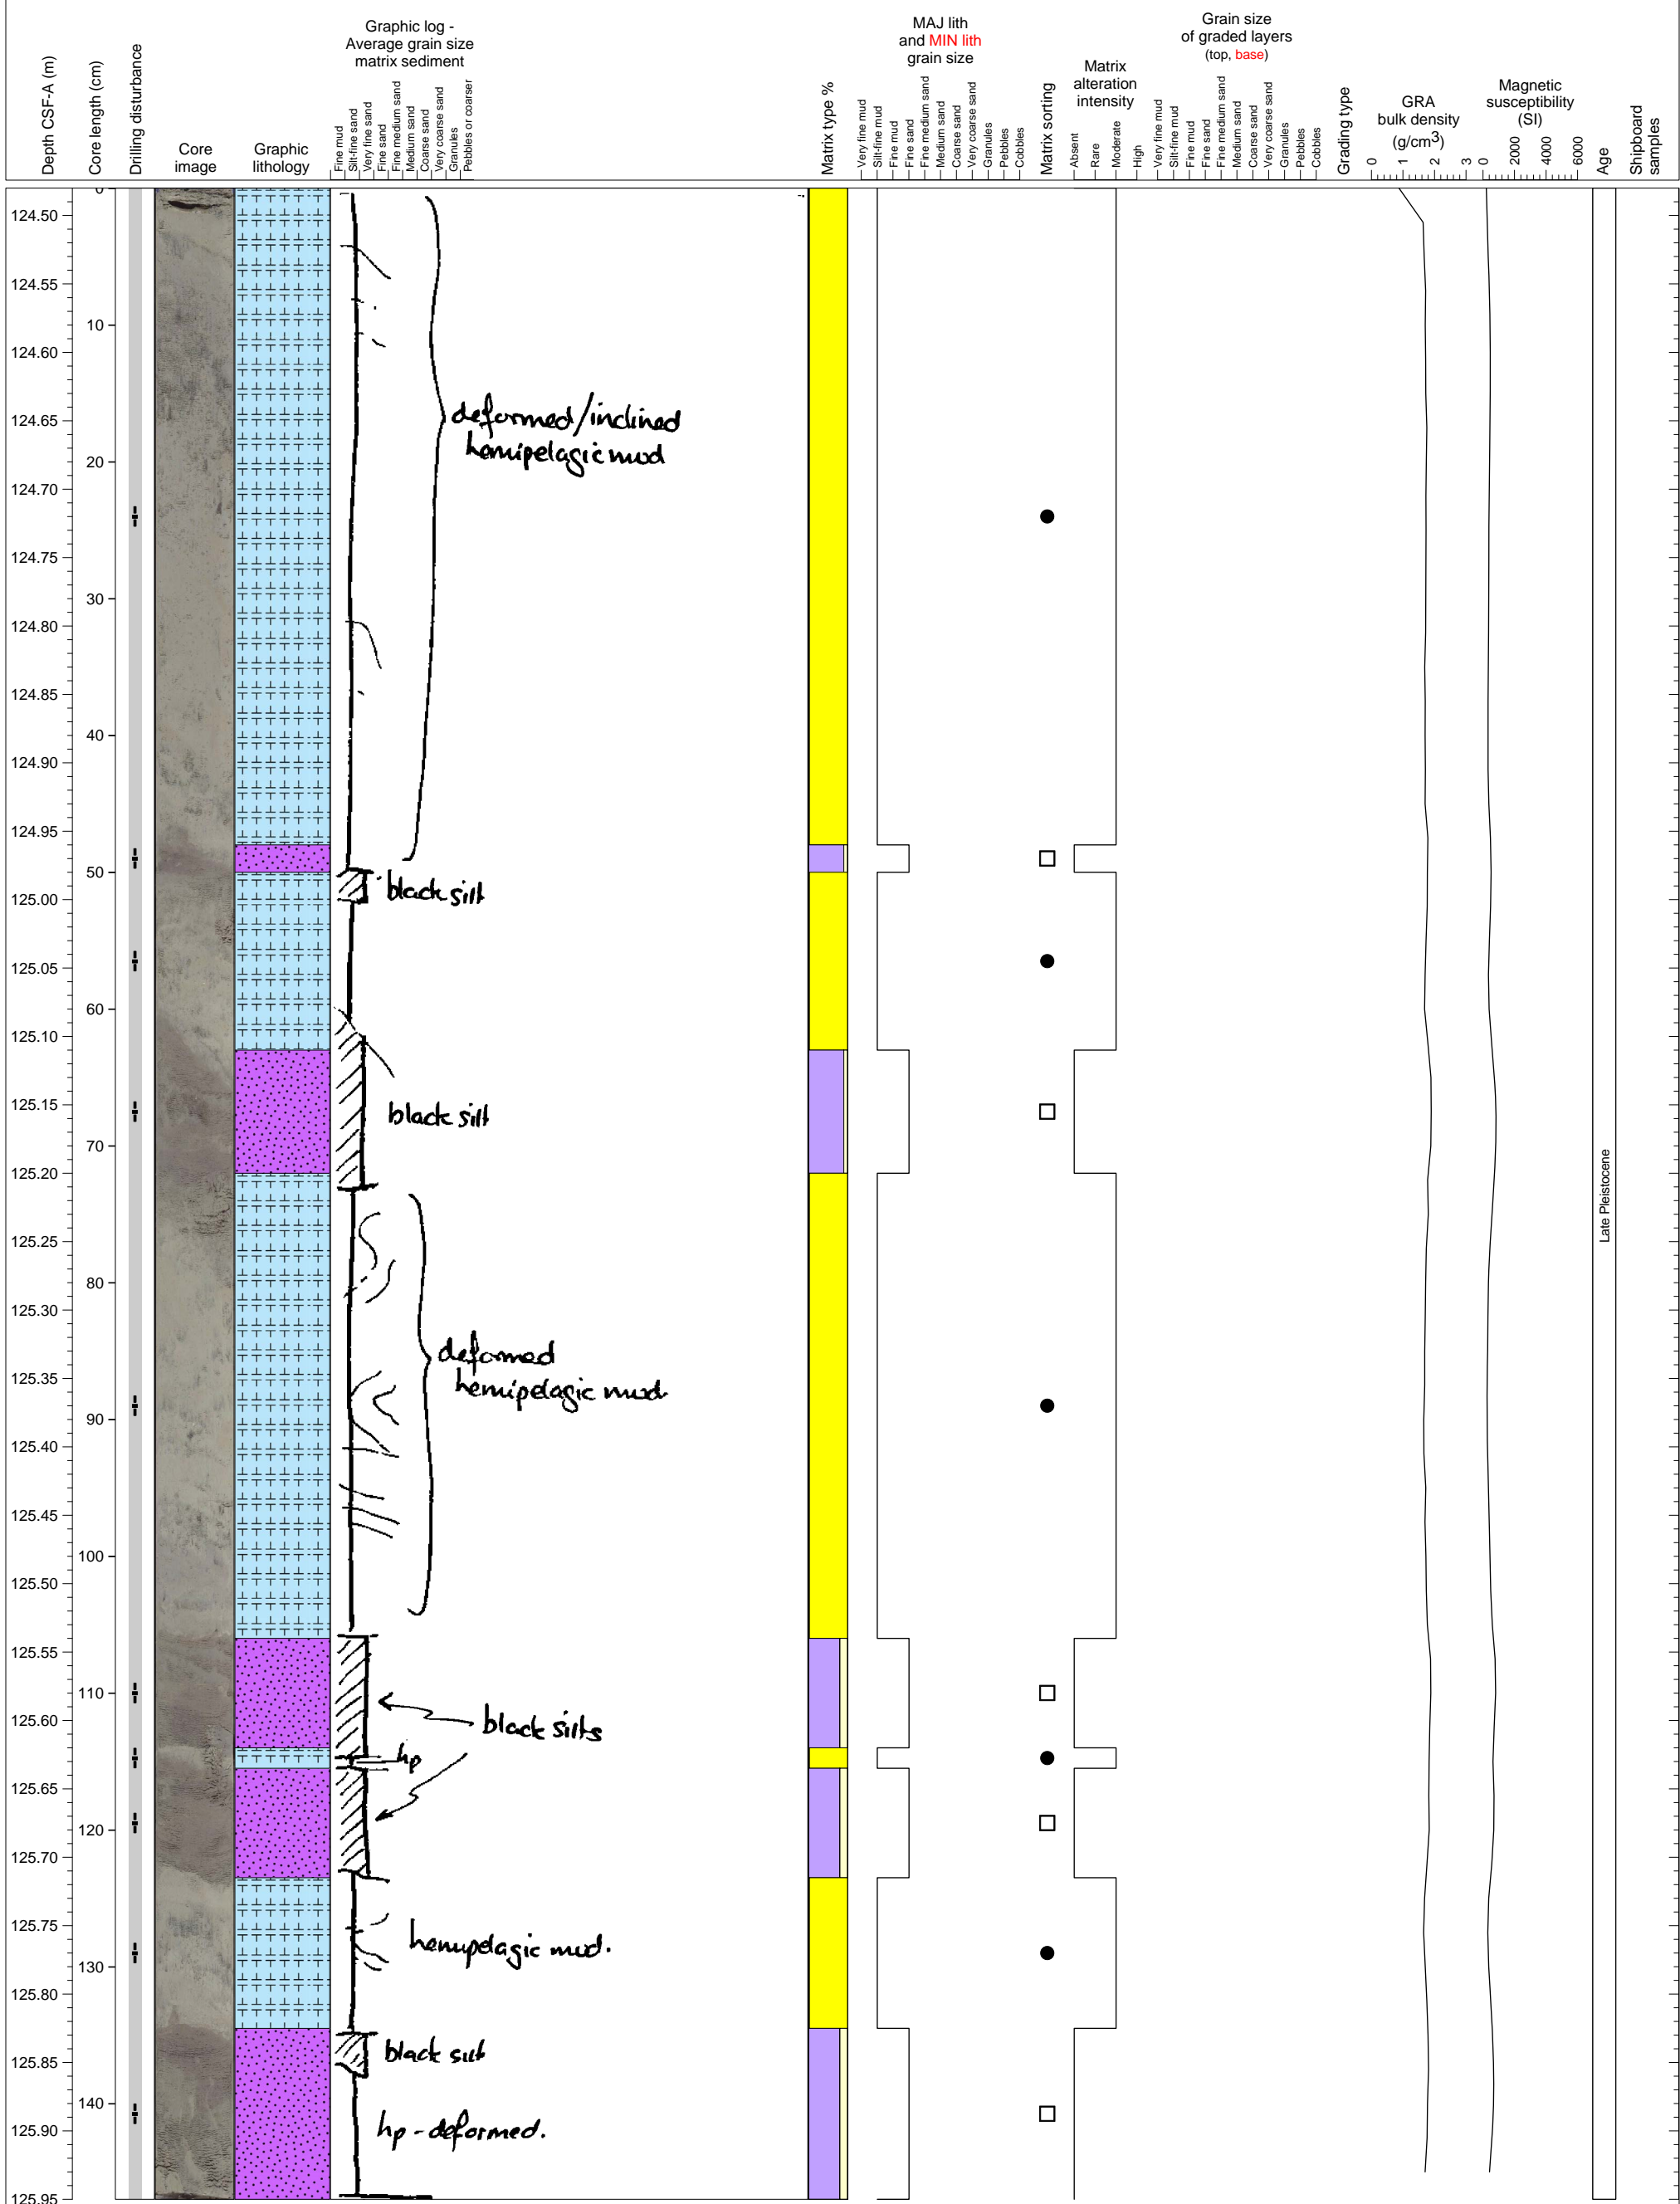 Depth CSF-A (m)
Core length (cm)
Drilling disturbance
Core
image
Graphic
lithology
Graphic log -
Average grain size
matrix sediment
Fine mud
Silt-fine sand
Very fine sand
Fine sand
Fine medium sand
Medium sand
Coarse sand
Very coarse sand
Granules
Pebbles or coarser
Matrix type %
MAJ lith
and MIN lith
grain size
Very fine mud
Silt-fine mud
Fine mud
Fine sand
Fine medium sand
Medium sand
Coarse sand
Very coarse sand
Granules
Pebbles
Cobbles
Matrix sorting
Matrix
alteration
intensity
Absent
Rare
Moderate
High
Grain size
of graded layers
(top, base)
Very fine mud
Silt-fine mud
Fine mud
Fine sand
Fine medium sand
Medium sand
Coarse sand
Very coarse sand
Granules
Pebbles
Cobbles
Grading type
GRA
bulk density
(g/cm3)
0 1 2 3
Magnetic
susceptibility
(SI)
0 2000 4000 6000
Age
Shipboard
samples
0
124.50
124.55
10
124.60
124.65
deformed/inclined
hemipelagic mud
20
124.70
124.75
30
124.80
124.85
40
124.90
124.95
50
black silt
125.00
125.05
60
125.10
black silt
125.15
70
125.20
Late Pleistocene
125.25
80
125.30
deformed
125.35
hemipelagic mud
90
125.40
125.45
100
125.50
125.55
110
125.60
black silts
hp
125.65
120
125.70
125.75
hemipelagic mud.
130
125.80
black silt
125.85
140
125.90
hp - deformed.
125.95